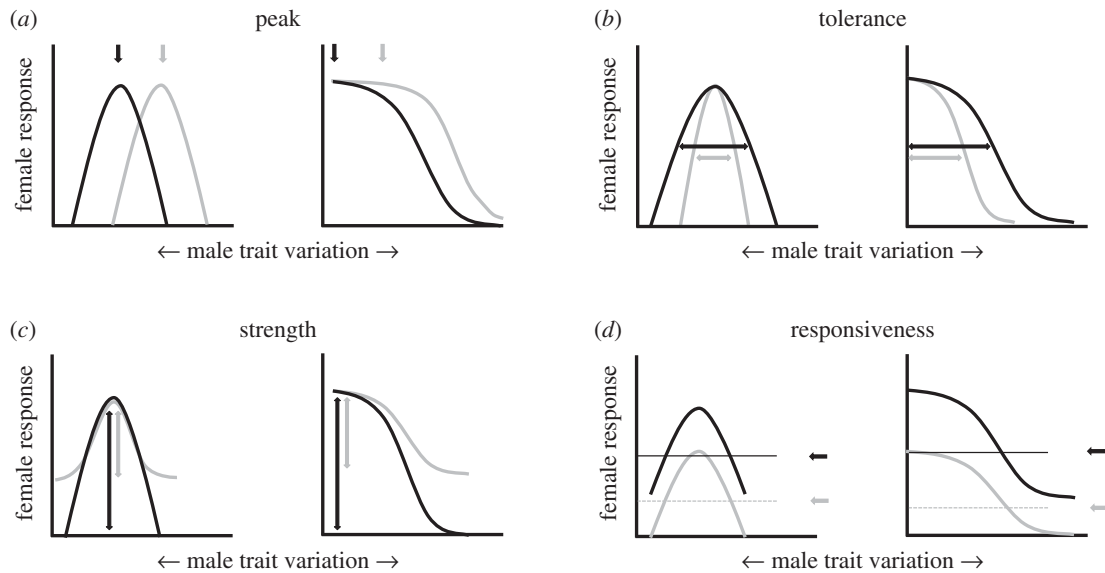 (a) peak
female response
← male trait variation →
(b) tolerance
female response
← male trait variation →
(c) strength
female response
← male trait variation →
(d) responsiveness
female response
← male trait variation →